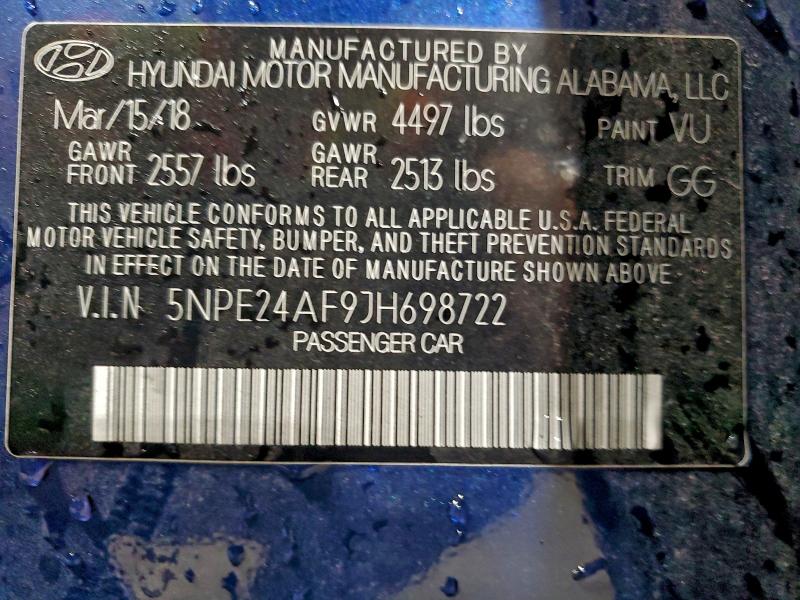 MANUFACTURED BY
HYUNDAI MOTOR MANUFACTURING ALABAMA, LLC
Mar/15/18 GVWR 4497 lbs PAINT VU
GAWR FRONT 2557 lbs GAWR REAR 2513 lbs TRIM GG
THIS VEHICLE CONFORMS TO ALL APPLICABLE U.S.A. FEDERAL
MOTOR VEHICLE SAFETY, BUMPER, AND THEFT PREVENTION STANDARDS
IN EFFECT ON THE DATE OF MANUFACTURE SHOWN ABOVE
V.I.N 5NPE24AF9JH698722
PASSENGER CAR